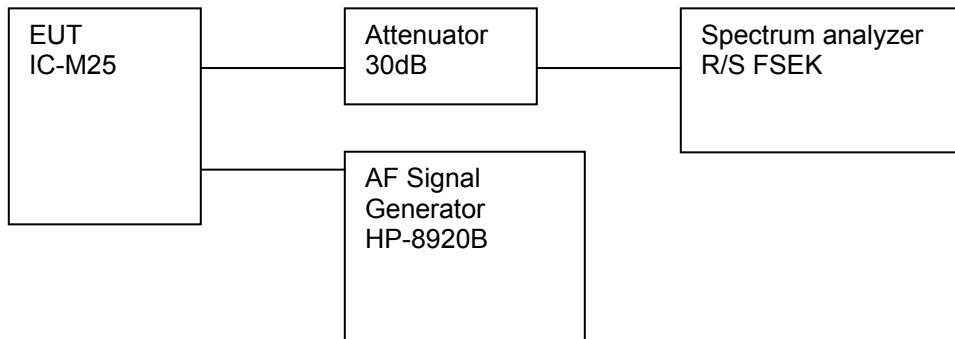 EUT
IC-M25
Attenuator
30dB
Spectrum analyzer
R/S FSEK
AF Signal
Generator
HP-8920B